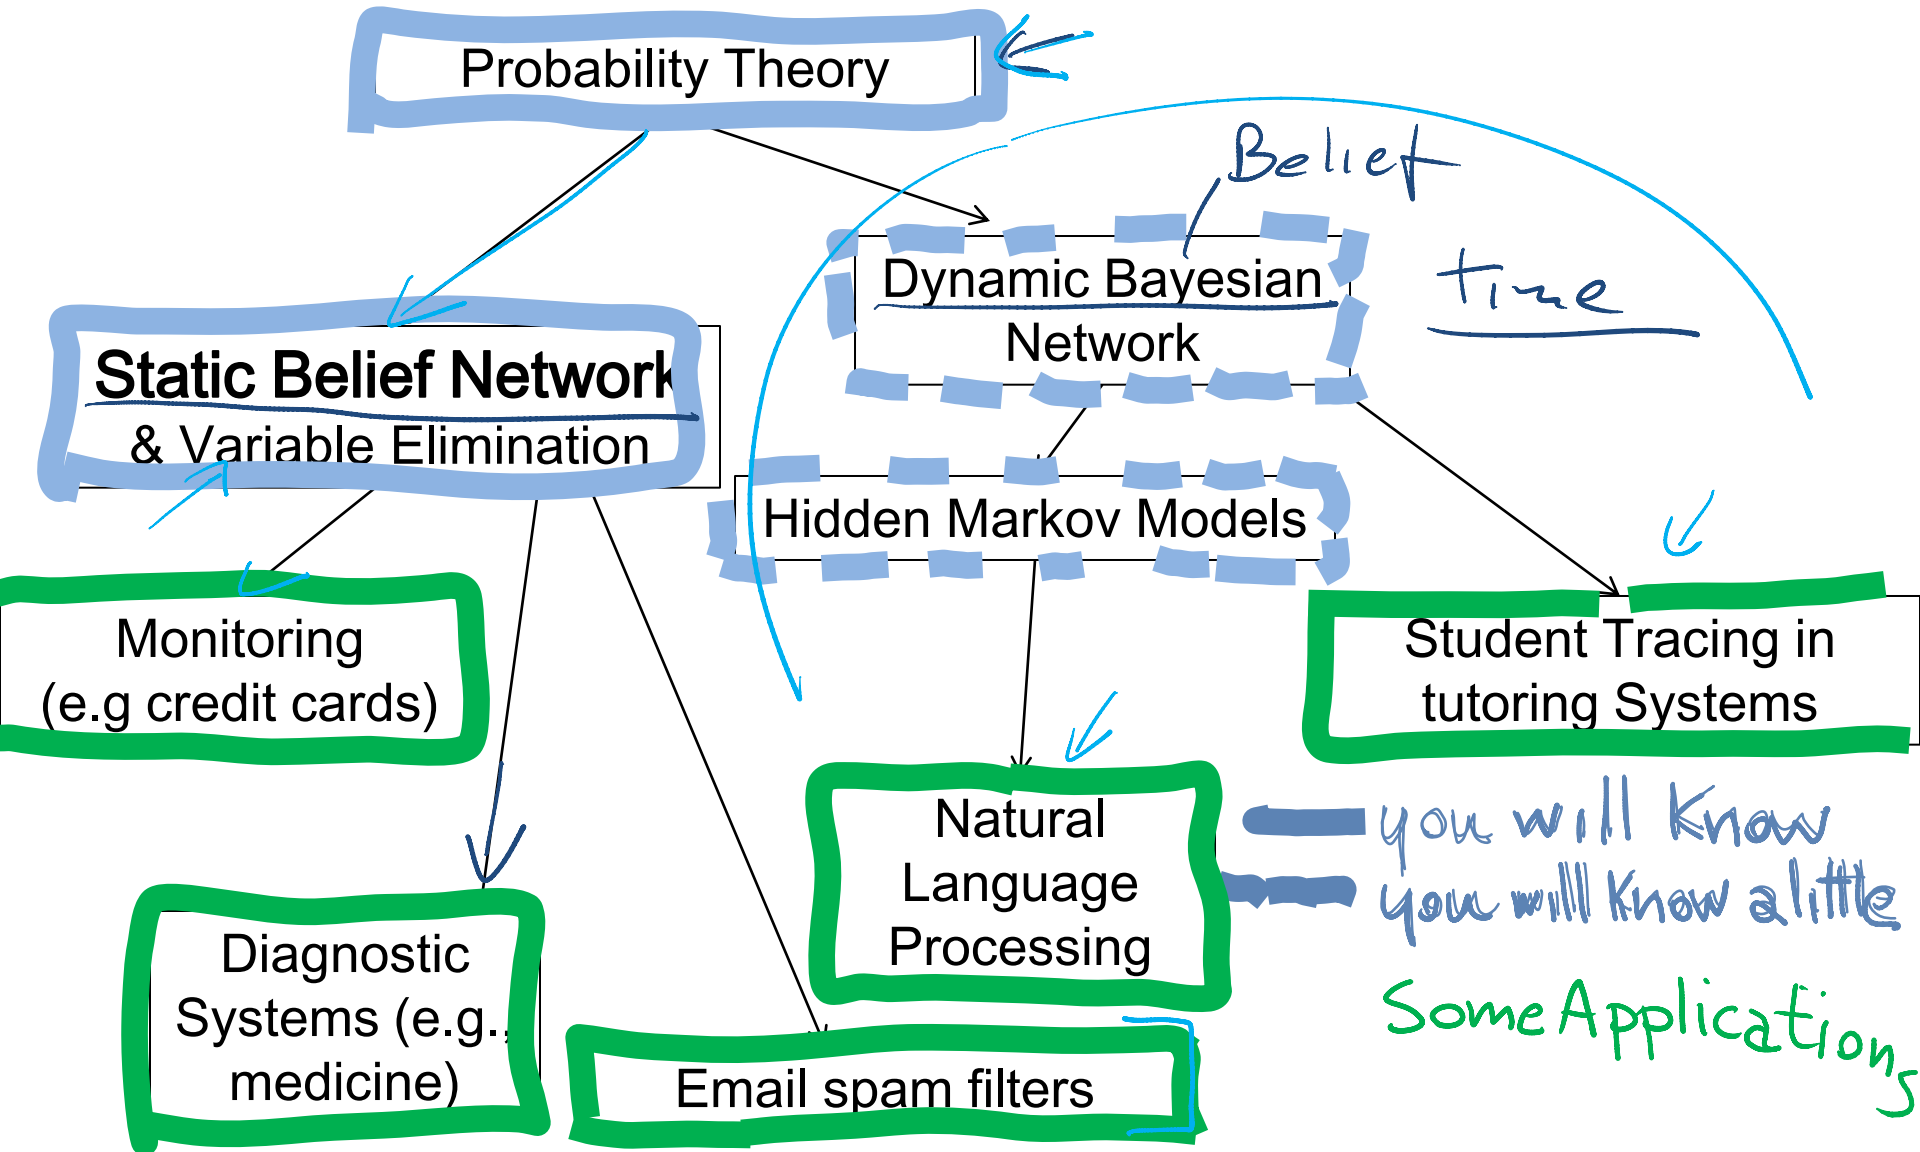 Probability Theory
Belief
Dynamic Bayesian
Network
time
Static Belief Network
& Variable Elimination
Hidden Markov Models
Monitoring
(e.g credit cards)
Student Tracing in
tutoring Systems
Natural
Language
Processing
you will Know
you will Know a little
Some Applications
Diagnostic
Systems (e.g.,
medicine)
Email spam filters